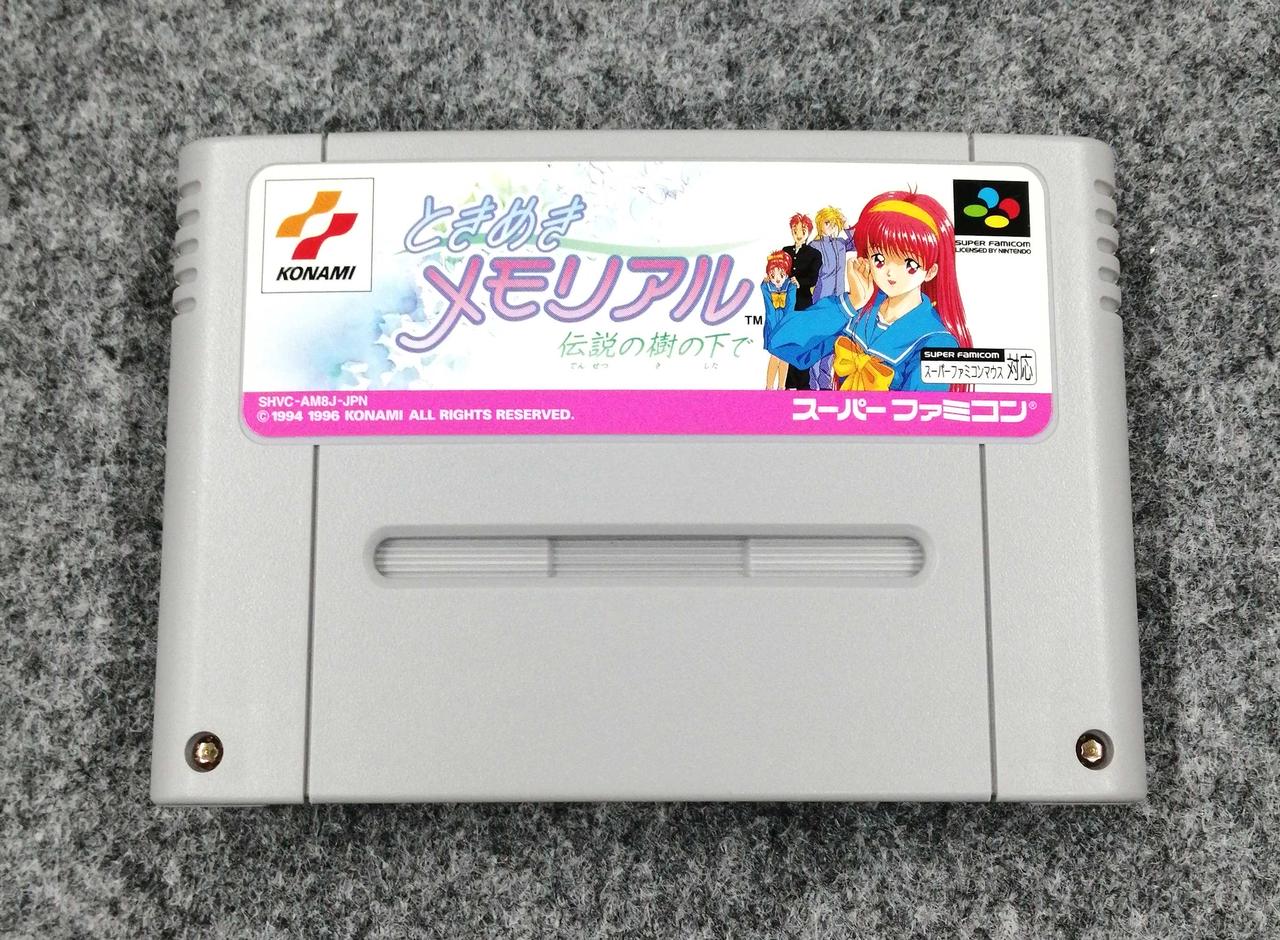 KONAMI
ときめき
メモリアル™
伝説の樹の下で
でんせつ き した
SUPER FAMICOM
LICENSED BY NINTENDO
SUPER FAMICOM
スーパーファミコンマウス 対応
SHVC-AM8J-JPN
©1994 1996 KONAMI ALL RIGHTS RESERVED.
スーパーファミコン®